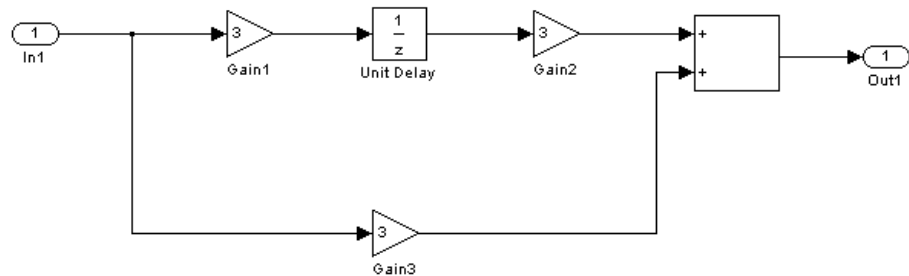 1
In1
3
Gain1
1
z
Unit Delay
3
Gain2
+
+
1
Out1
3
Gain3